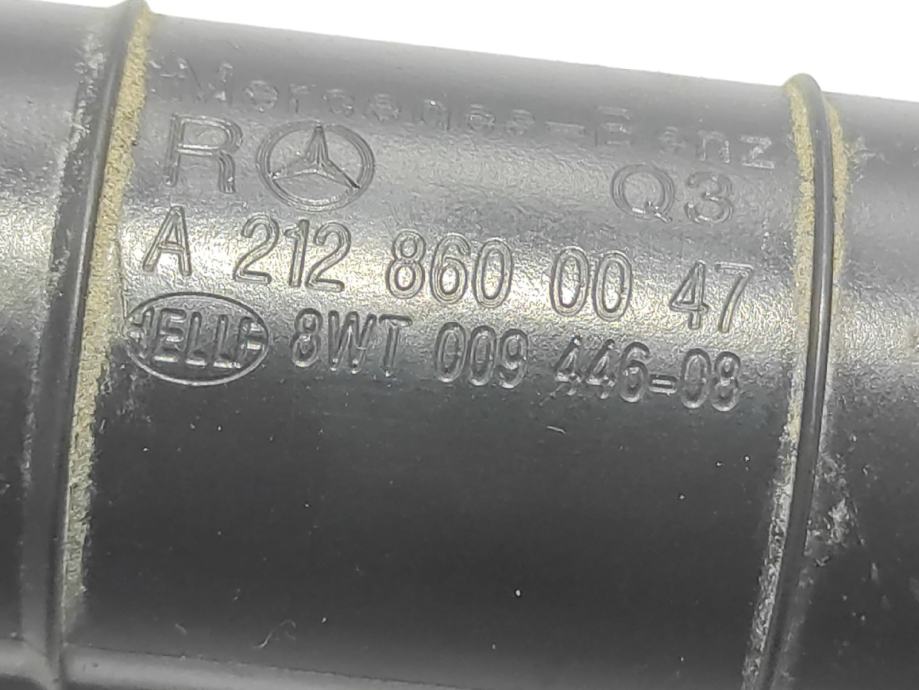 Mercedes-Benz
R Q3
A 212 860 00 47
HELLA 8WT 009 446-08